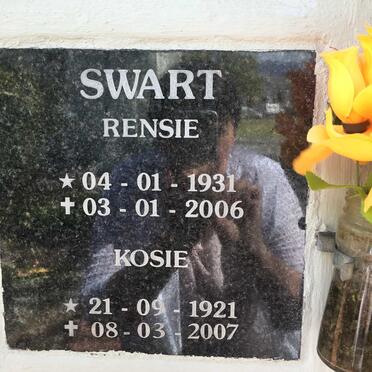 SWART
RENSIE
★ 04 - 01 - 1931
✝ 03 - 01 - 2006
KOSIE
★ 21 - 09 - 1921
✝ 08 - 03 - 2007